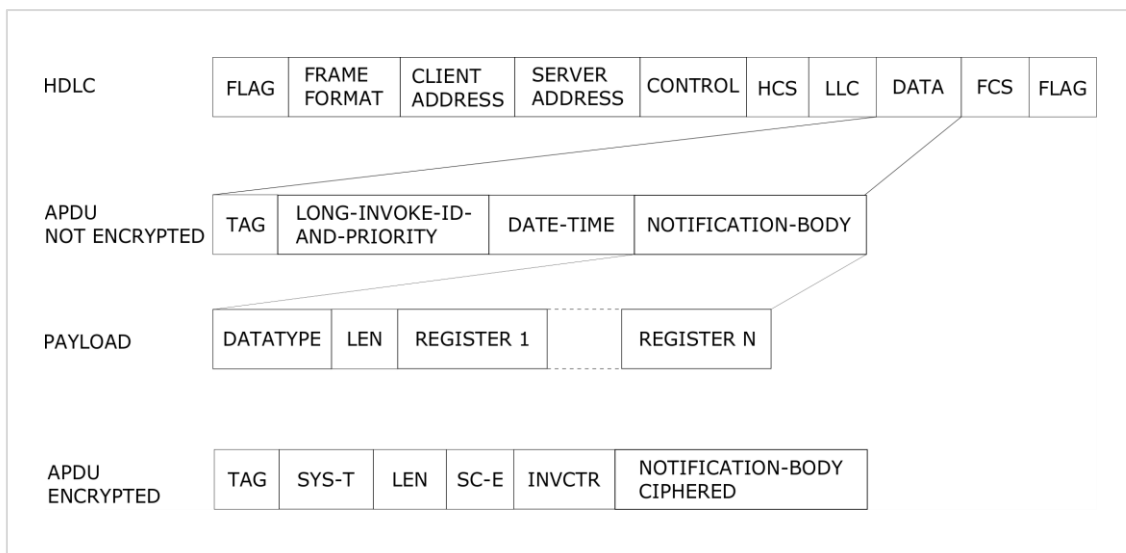 HDLC
FLAG
FRAME
FORMAT
CLIENT
ADDRESS
SERVER
ADDRESS
CONTROL
HCS
LLC
DATA
FCS
FLAG
APDU
NOT ENCRYPTED
TAG
LONG-INVOKE-ID-
AND-PRIORITY
DATE-TIME
NOTIFICATION-BODY
PAYLOAD
DATATYPE
LEN
REGISTER 1
REGISTER N
APDU
ENCRYPTED
TAG
SYS-T
LEN
SC-E
INVCTR
NOTIFICATION-BODY
CIPHERED